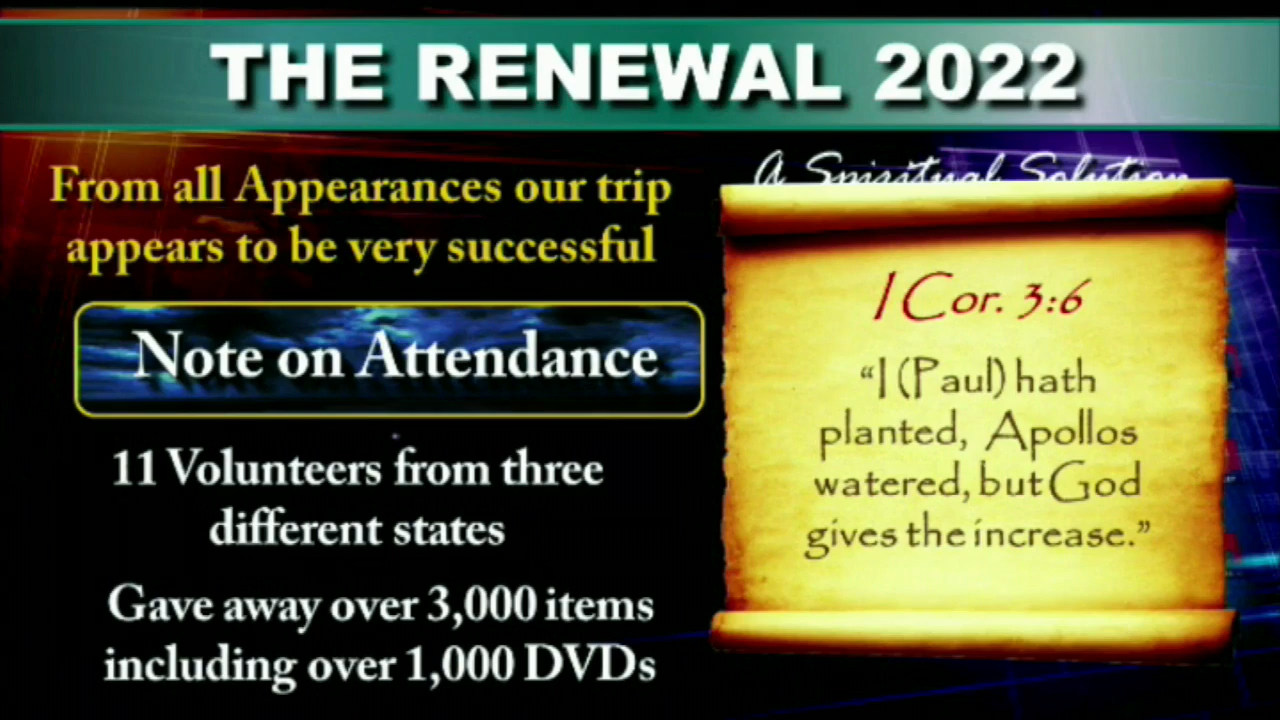 THE RENEWAL 2022
From all Appearances our trip
appears to be very successful
Note on Attendance
11 Volunteers from three
different states
Gave away over 3,000 items
including over 1,000 DVDs
A Spiritual Solution
I Cor. 3:6
“I (Paul) hath
planted, Apollos
watered, but God
gives the increase.”